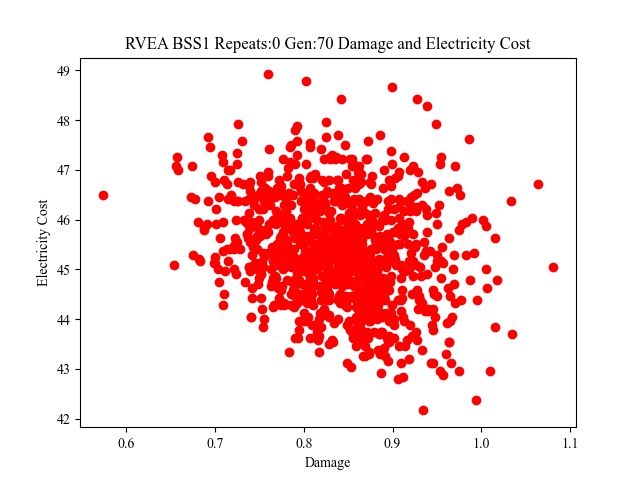 RVEA BSS1 Repeats:0 Gen:70 Damage and Electricity Cost
49
48
47
46
45
44
43
42
Electricity Cost
0.6 0.7 0.8 0.9 1.0 1.1
Damage